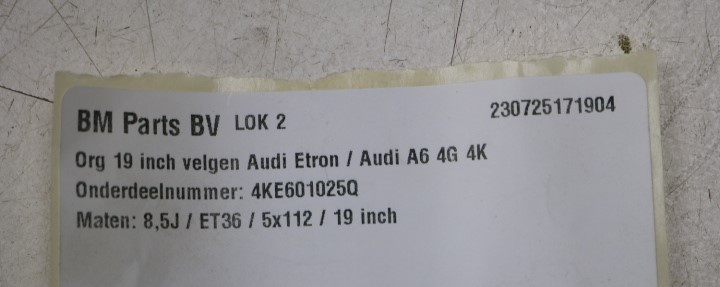 BM Parts BV LOK 2 230725171904
Org 19 inch velgen Audi Etron / Audi A6 4G 4K
Onderdeelnummer: 4KE601025Q
Maten: 8,5J / ET36 / 5x112 / 19 inch